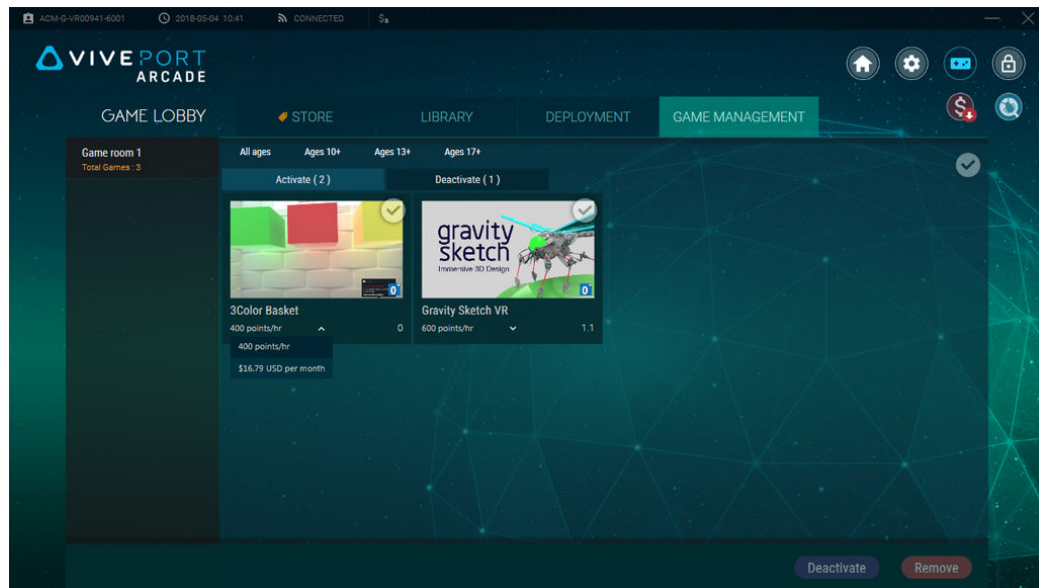 ACM-G-VR00941-6001 2018-05-04 10:41 CONNECTED
VIVEPORT
ARCADE
GAME LOBBY STORE LIBRARY DEPLOYMENT GAME MANAGEMENT
Game room 1
Total Games : 3
All ages Ages 10+ Ages 13+ Ages 17+
Activate ( 2 ) Deactivate ( 1 )
gravity
sketch
Immersive 3D Design
3Color Basket Gravity Sketch VR
400 points/hr 0 600 points/hr 1.1
400 points/hr
$16.79 USD per month
Deactivate Remove